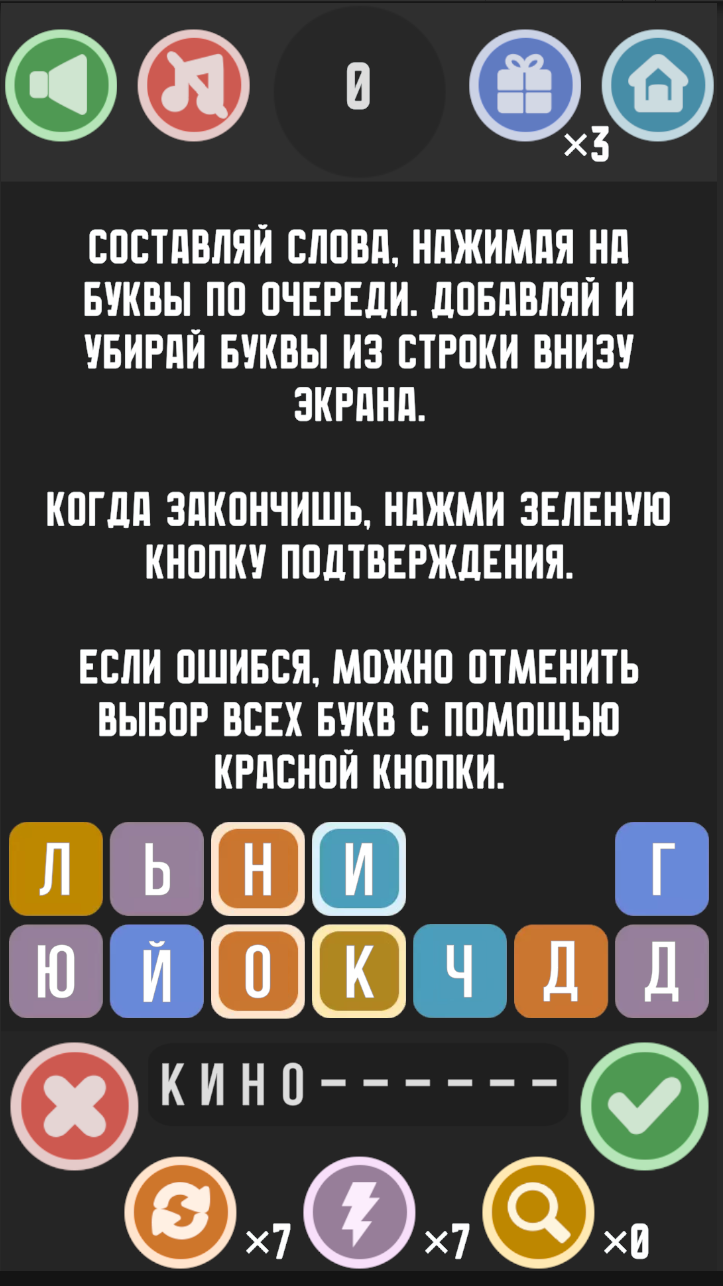 0
×3
СОСТАВЛЯЙ СЛОВА, НАЖИМАЯ НА
БУКВЫ ПО ОЧЕРЕДИ. ДОБАВЛЯЙ И
УБИРАЙ БУКВЫ ИЗ СТРОКИ ВНИЗУ
ЭКРАНА.
КОГДА ЗАКОНЧИШЬ, НАЖМИ ЗЕЛЕНУЮ
КНОПКУ ПОДТВЕРЖДЕНИЯ.
ЕСЛИ ОШИБСЯ, МОЖНО ОТМЕНИТЬ
ВЫБОР ВСЕХ БУКВ С ПОМОЩЬЮ
КРАСНОЙ КНОПКИ.
Л Ь Н И Г
Ю Й О К Ч Д Д
КИНО------
×7 ×7 ×0